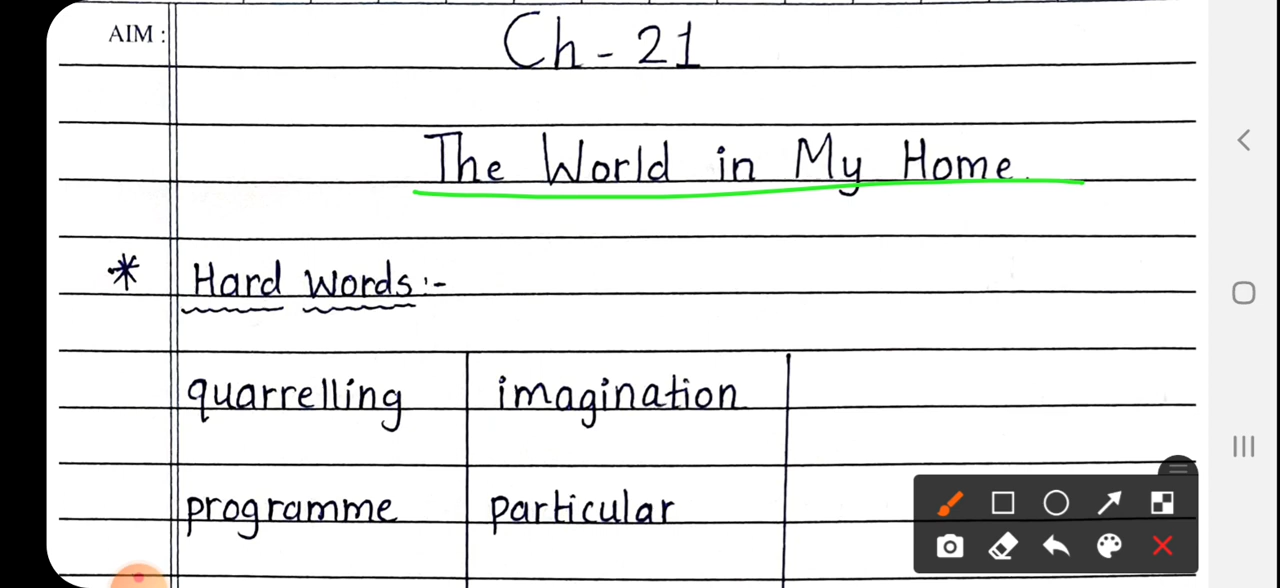 AIM :
Ch - 21
The World in My Home.
* Hard Words :-
quarrelling imagination
programme particular